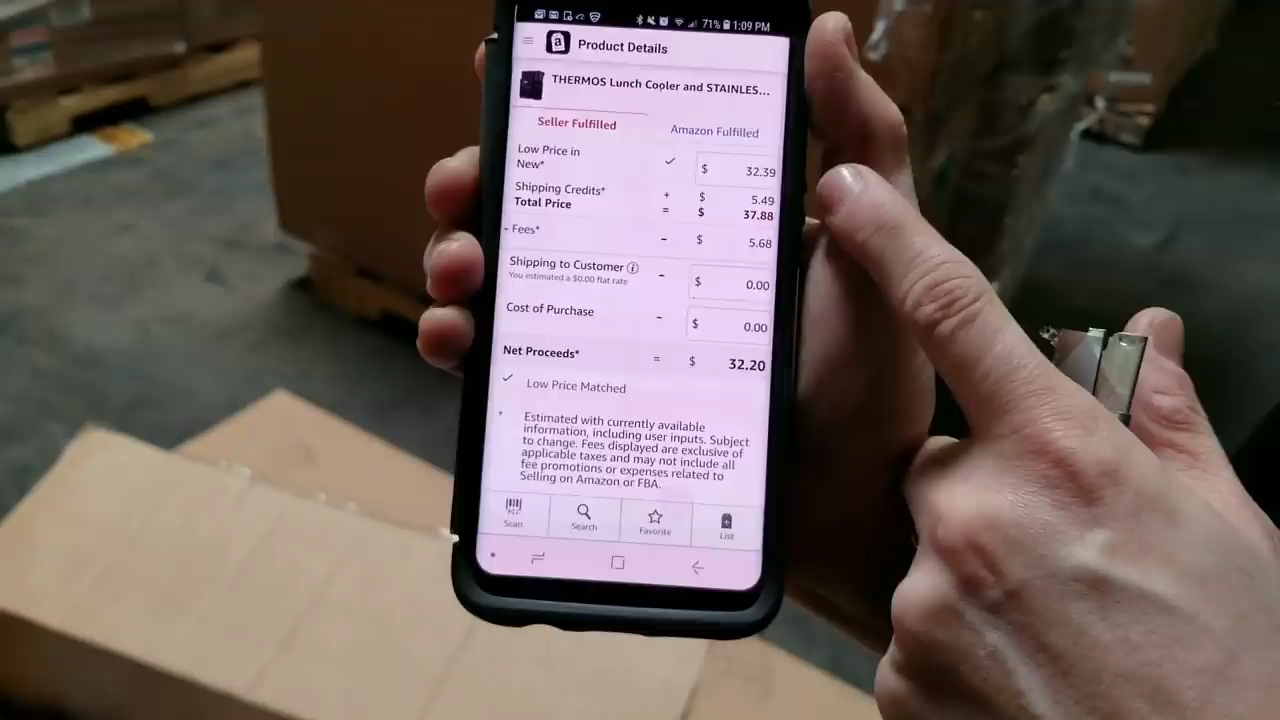 71% 1:09 PM
a Product Details
THERMOS Lunch Cooler and STAINLES...
Seller Fulfilled
Amazon Fulfilled
Low Price in New* $ 32.39
Shipping Credits* + $ 5.49
Total Price = $ 37.88
- Fees* - $ 5.68
Shipping to Customer - $ 0.00
You estimated a $0.00 flat rate
Cost of Purchase - $ 0.00
Net Proceeds* = $ 32.20
Low Price Matched
* Estimated with currently available
information, including user inputs. Subject
to change. Fees displayed are exclusive of
applicable taxes and may not include all
fee promotions or expenses related to
Selling on Amazon or FBA.
Scan
Search
Favorite
List